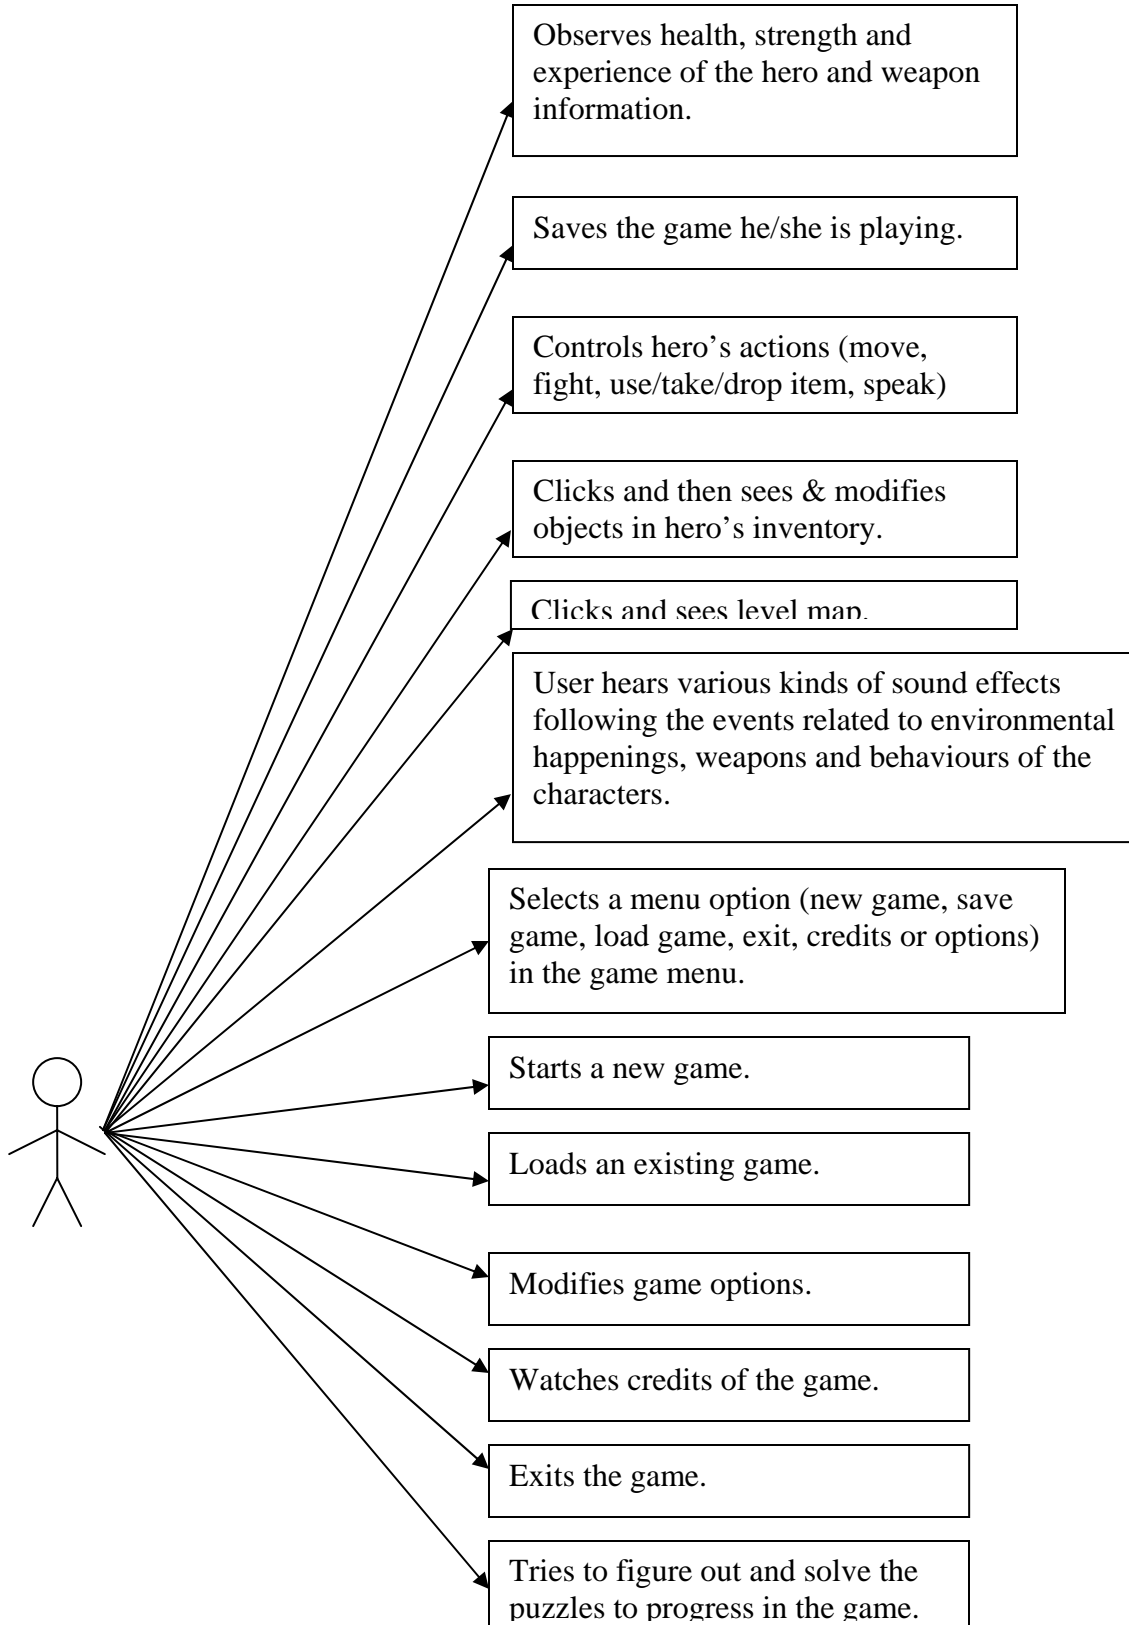 Observes health, strength and
experience of the hero and weapon
information.
Saves the game he/she is playing.
Controls hero’s actions (move,
fight, use/take/drop item, speak)
Clicks and then sees & modifies
objects in hero’s inventory.
Clicks and sees level map.
User hears various kinds of sound effects
following the events related to environmental
happenings, weapons and behaviours of the
characters.
Selects a menu option (new game, save
game, load game, exit, credits or options)
in the game menu.
Starts a new game.
Loads an existing game.
Modifies game options.
Watches credits of the game.
Exits the game.
Tries to figure out and solve the
puzzles to progress in the game.